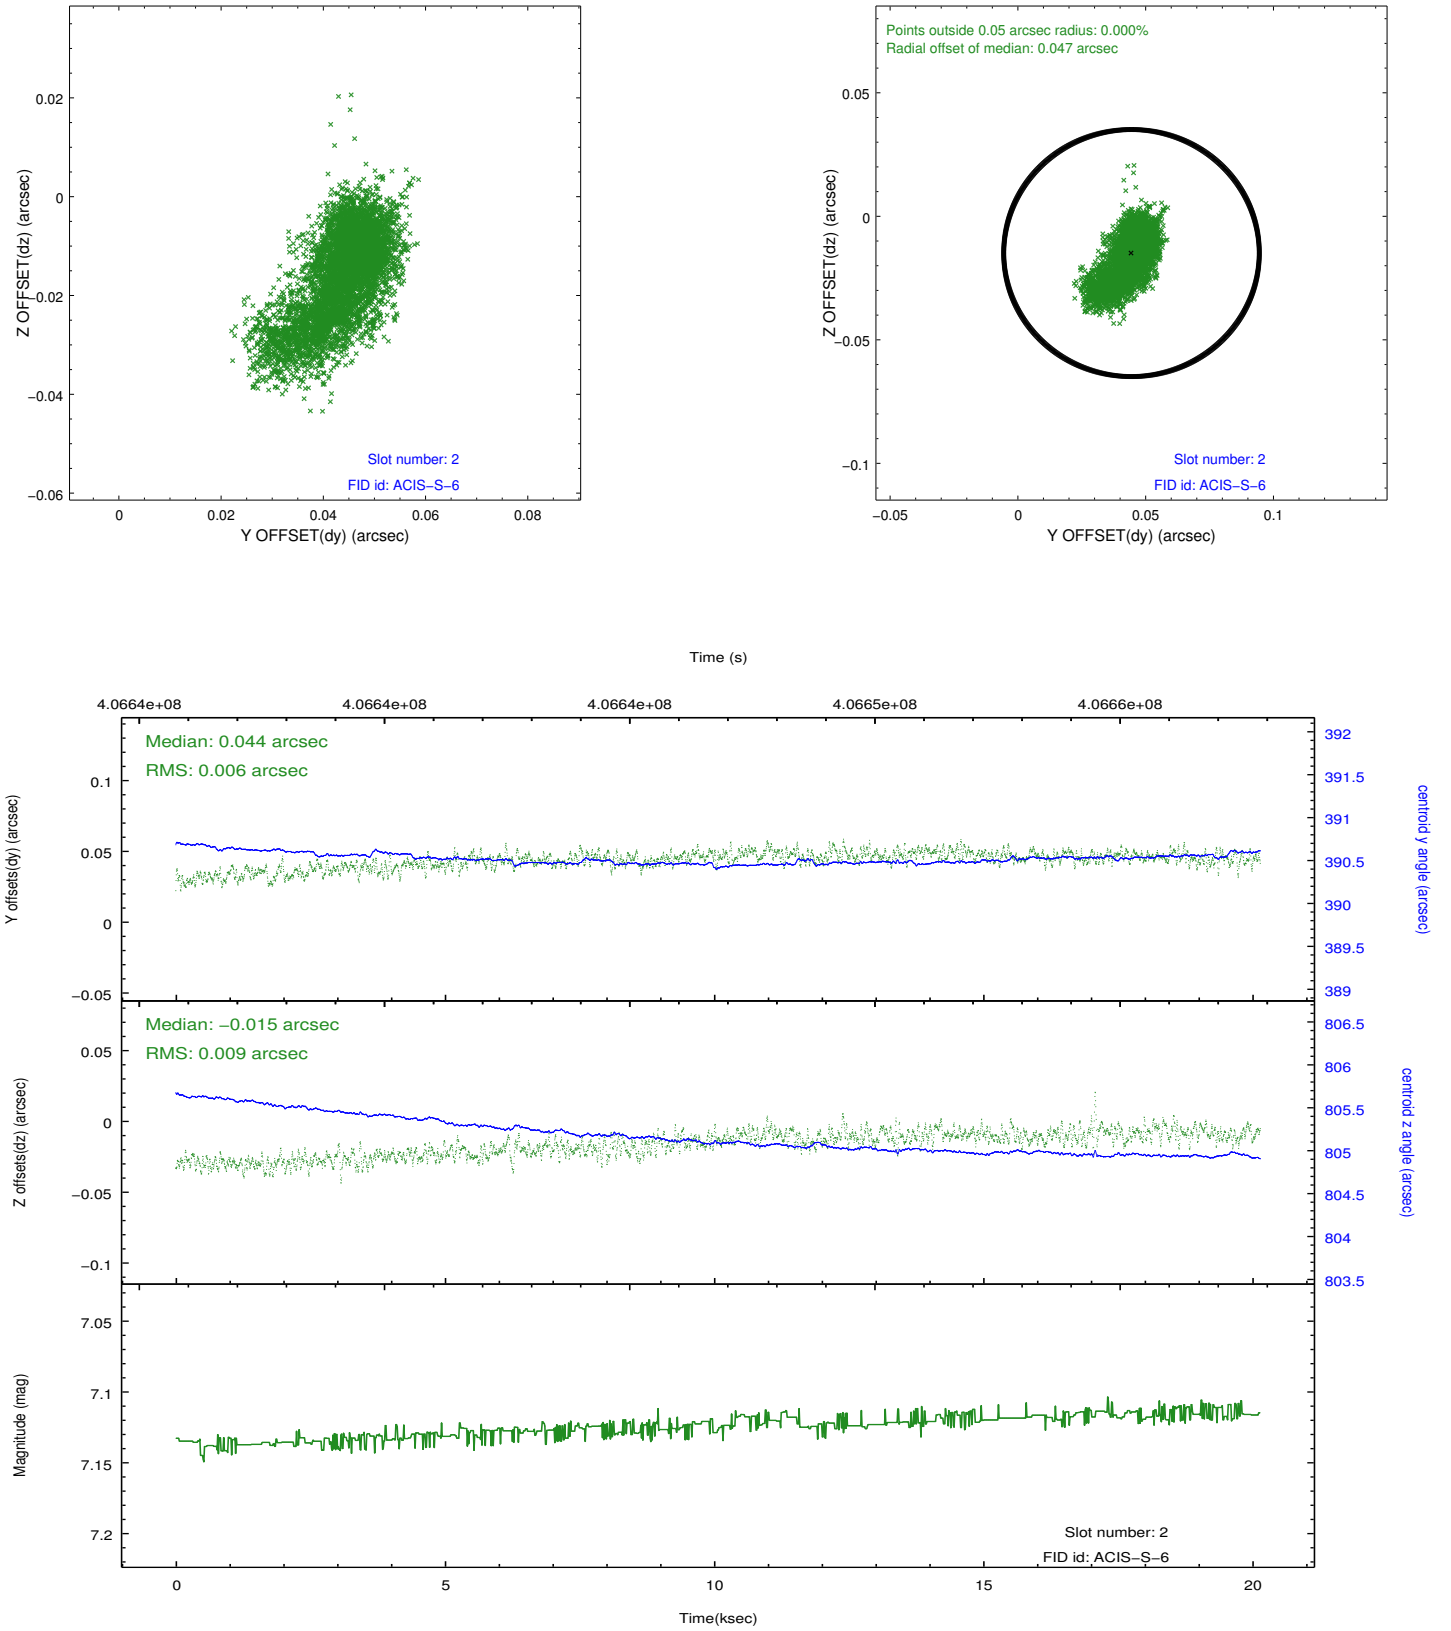 0.02
0
−0.02
−0.04
−0.06
Z OFFSET(dz) (arcsec)
Slot number: 2
FID id: ACIS−S−6
0
0.02
0.04
0.06
0.08
Y OFFSET(dy) (arcsec)
Points outside 0.05 arcsec radius: 0.000%
Radial offset of median: 0.047 arcsec
0.05
0
−0.05
−0.1
Z OFFSET(dz) (arcsec)
Slot number: 2
FID id: ACIS−S−6
−0.05
0
0.05
0.1
Y OFFSET(dy) (arcsec)
Time (s)
4.0664e+08
4.0664e+08
4.0664e+08
4.0665e+08
4.0666e+08
Median: 0.044 arcsec
RMS: 0.006 arcsec
0.1
0.05
0
−0.05
Y offsets(dy) (arcsec)
392
391.5
391
390.5
390
389.5
389
centroid y angle (arcsec)
Median: −0.015 arcsec
RMS: 0.009 arcsec
0.05
0
−0.05
−0.1
Z offsets(dz) (arcsec)
806.5
806
805.5
805
804.5
804
803.5
centroid z angle (arcsec)
7.05
7.1
7.15
7.2
Magnitude (mag)
Slot number: 2
FID id: ACIS−S−6
0
5
10
15
20
Time(ksec)